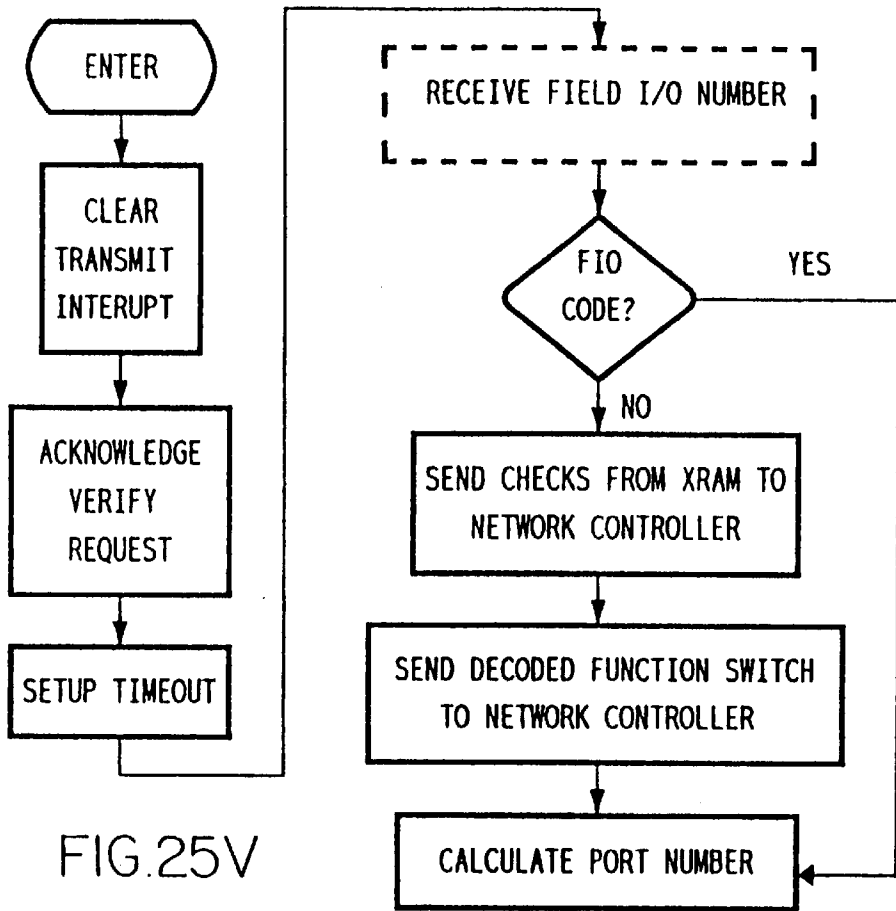 ENTER
CLEAR
TRANSMIT
INTERUPT
ACKNOWLEDGE
VERIFY
REQUEST
SETUP TIMEOUT
RECEIVE FIELD I/O NUMBER
FIO
CODE?
YES
NO
SEND CHECKS FROM XRAM TO
NETWORK CONTROLLER
SEND DECODED FUNCTION SWITCH
TO NETWORK CONTROLLER
CALCULATE PORT NUMBER
FIG.25V